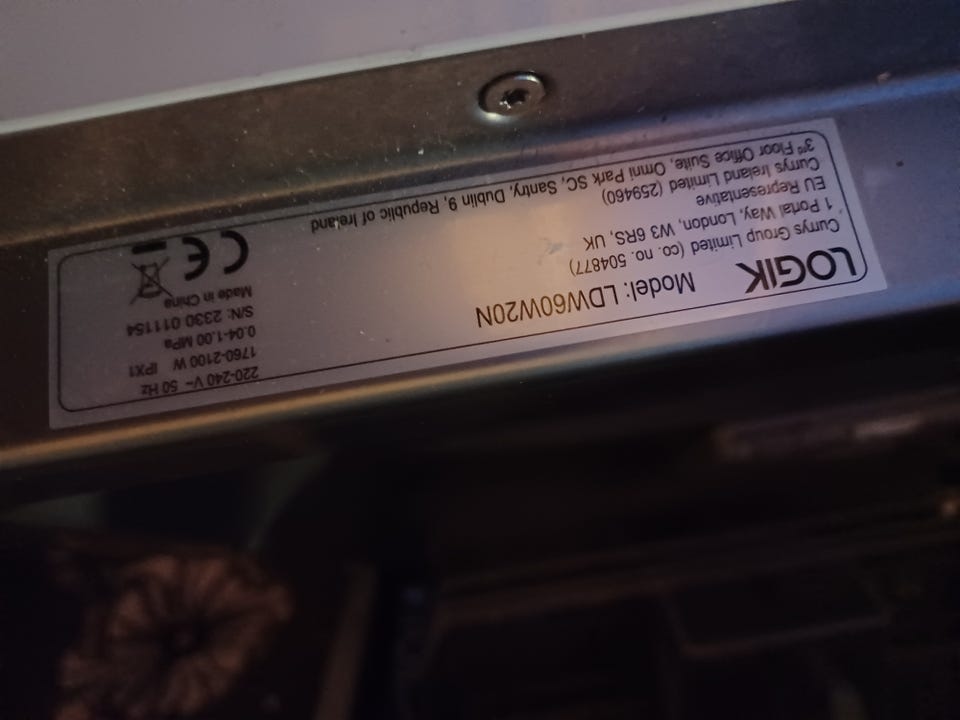 LOGIK
Model: LDW60W20N
Currys Group Limited (co. no. 504877)
1 Portal Way, London, W3 6RS, UK
EU Representative
Currys Ireland Limited (259460)
3rd Floor Office Suite, Omni Park SC, Santry, Dublin 9, Republic of Ireland
220-240 V~ 50 Hz
1760-2100 W IPX1
0.04-1.00 MPa
S/N: 2330 011154
Made in China
CE